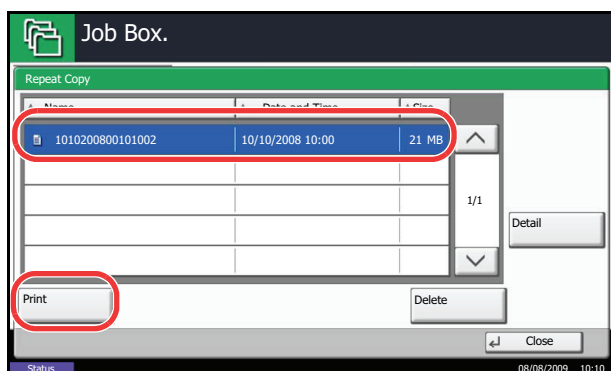 Job Box.
Repeat Copy
Name Date and Time Size
1010200800101002 10/10/2008 10:00 21 MB
1/1
Detail
Print Delete
Close
Status 08/08/2009 10:10